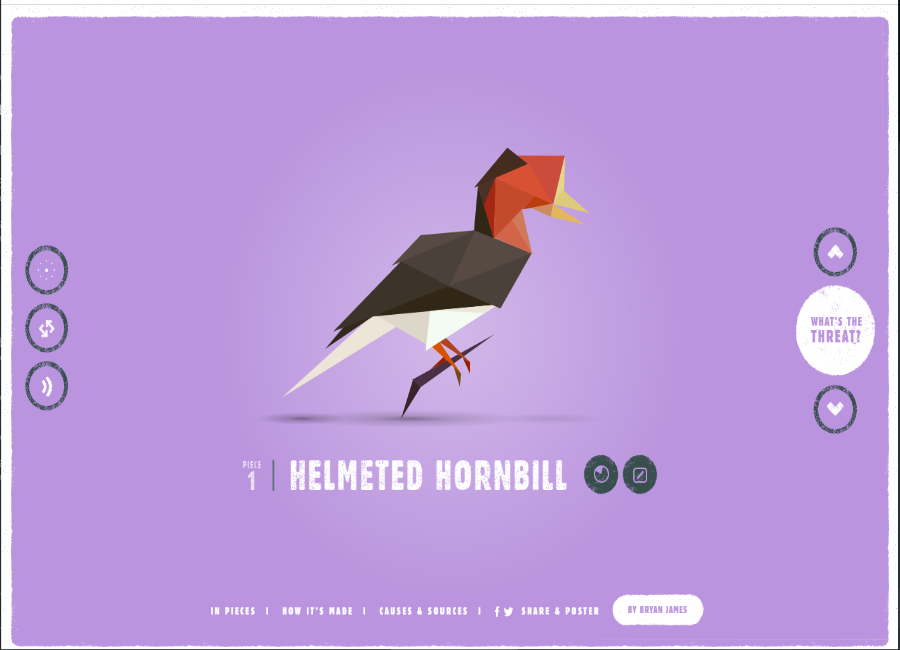 WHAT'S THE
THREAT?
PIECE
1
HELMETED HORNBILL
IN PIECES | HOW IT'S MADE | CAUSES & SOURCES | SHARE & POSTER BY BRYAN JAMES